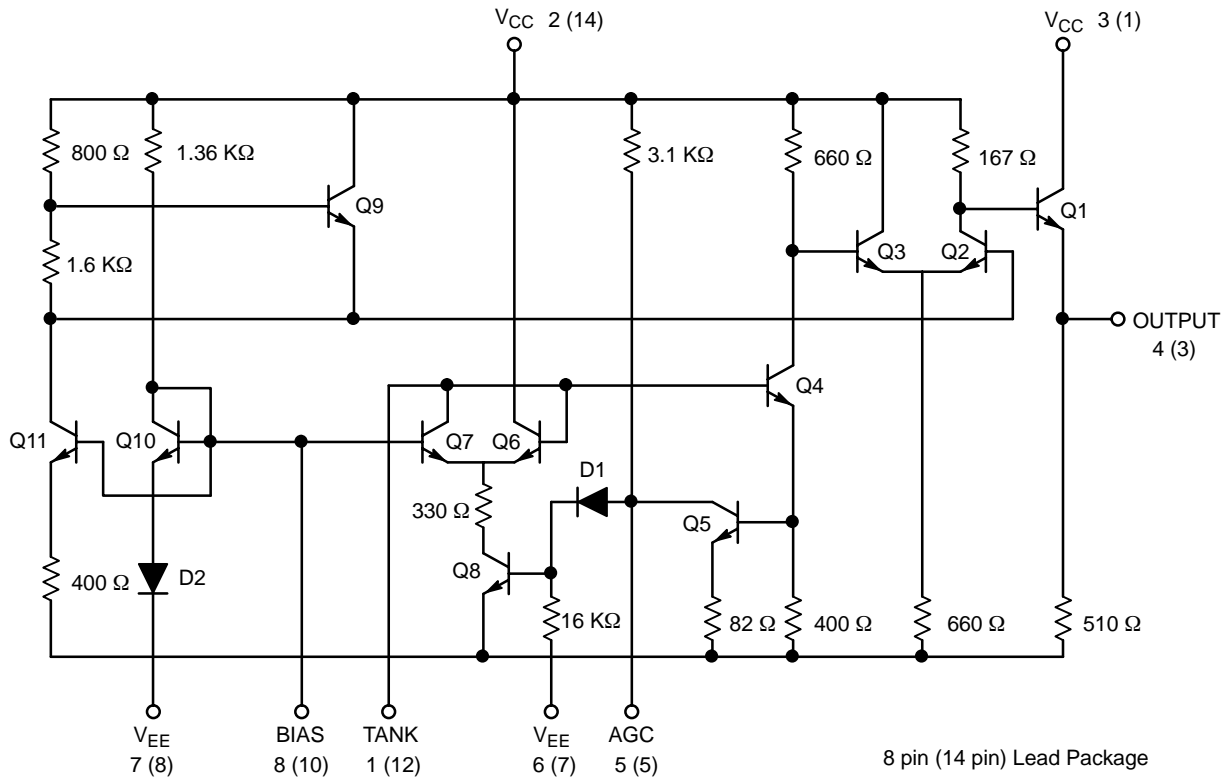 VCC 2 (14)
VCC 3 (1)
800 Ω
1.36 KΩ
3.1 KΩ
660 Ω
167 Ω
Q9
Q1
Q3
Q2
1.6 KΩ
OUTPUT
4 (3)
Q4
Q11
Q10
Q7
Q6
D1
330 Ω
Q5
Q8
400 Ω
D2
16 KΩ
82 Ω
400 Ω
660 Ω
510 Ω
VEE
7 (8)
BIAS
8 (10)
TANK
1 (12)
VEE
6 (7)
AGC
5 (5)
8 pin (14 pin) Lead Package